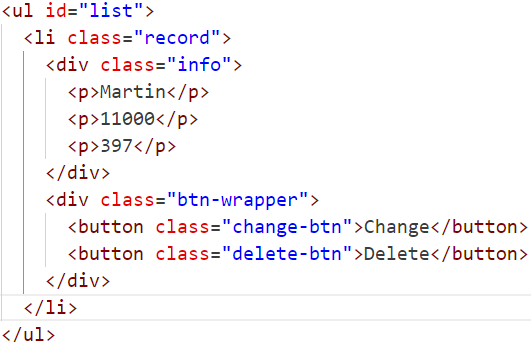 <ul id="list">
<li class="record">
<div class="info">
<p>Martin</p>
<p>11000</p>
<p>397</p>
</div>
<div class="btn-wrapper">
<button class="change-btn">Change</button>
<button class="delete-btn">Delete</button>
</div>
</li>
</ul>